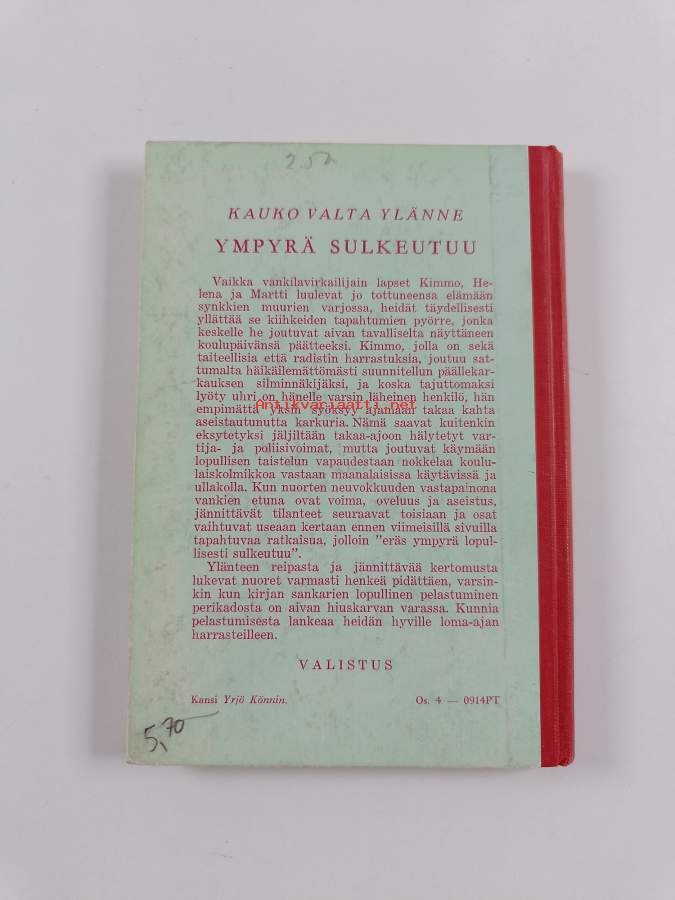 2.50
KAUKO VALTA YLÄNNE
YMPYRÄ SULKEUTUU
Vaikka vankilavirkailijain lapset Kimmo, He-
lena ja Martti luulevat jo tottuneensa elämään
synkkien muurien varjossa, heidät täydellisesti
yllättää se kiihkeiden tapahtumien pyörre, jonka
keskelle he joutuvat aivan tavalliselta näyttäneen
koulupäivänsä päätteeksi. Kimmo, jolla on sekä
taiteellisia että radistin harrastuksia, joutuu sat-
tumalta häikäilemättömästi suunnitellun päällekar-
kauksen silminnäkijäksi, ja koska tajuttomaksi
lyöty uhri on hänelle varsin läheinen henkilö, hän
Antikvariaatti.net
empimättä yksin syöksyy ajamaan takaa kahta
aseistautunutta karkuria. Nämä saavat kuitenkin
eksytetyksi jäljiltään takaa-ajoon hälytetyt var-
tija- ja poliisivoimat, mutta joutuvat käymään
lopullisen taistelun vapaudestaan nokkelaa koulu-
laiskolmikkoa vastaan maanalaisissa käytävissä ja
ullakolla. Kun nuorten neuvokkuuden vastapainona
vankien etuna ovat voima, oveluus ja aseistus,
jännittävät tilanteet seuraavat toisiaan ja osat
vaihtuvat useaan kertaan ennen viimeisillä sivuilla
tapahtuvaa ratkaisua, jolloin "eräs ympyrä lopul-
lisesti sulkeutuu".
Ylänteen reipasta ja jännittävää kertomusta
lukevat nuoret varmasti henkeä pidättäen, varsin-
kin kun kirjan sankarien lopullinen pelastuminen
perikadosta on aivan hiuskarvan varassa. Kunnia
pelastumisesta lankeaa heidän hyville loma-ajan
harrasteilleen.
VALISTUS
Kansi Yrjö Könnin. Os. 4 — 0914PT
5,70